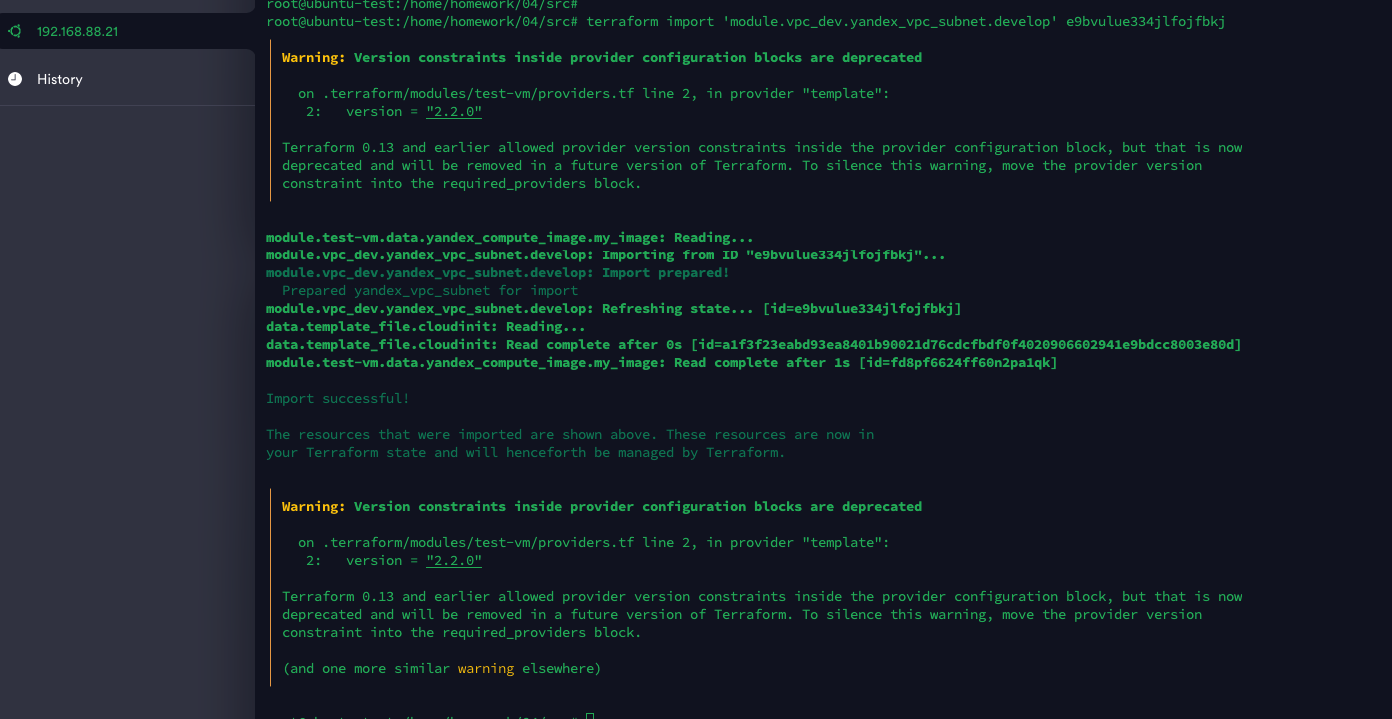 root@ubuntu-test:/home/homework/04/src#
root@ubuntu-test:/home/homework/04/src# terraform import 'module.vpc_dev.yandex_vpc_subnet.develop' e9bvulue334jlfojfbkj
192.168.88.21
History
Warning: Version constraints inside provider configuration blocks are deprecated
on .terraform/modules/test-vm/providers.tf line 2, in provider "template":
2: version = "2.2.0"
Terraform 0.13 and earlier allowed provider version constraints inside the provider configuration block, but that is now
deprecated and will be removed in a future version of Terraform. To silence this warning, move the provider version
constraint into the required_providers block.
module.test-vm.data.yandex_compute_image.my_image: Reading...
module.vpc_dev.yandex_vpc_subnet.develop: Importing from ID "e9bvulue334jlfojfbkj"...
module.vpc_dev.yandex_vpc_subnet.develop: Import prepared!
Prepared yandex_vpc_subnet for import
module.vpc_dev.yandex_vpc_subnet.develop: Refreshing state... [id=e9bvulue334jlfojfbkj]
data.template_file.cloudinit: Reading...
data.template_file.cloudinit: Read complete after 0s [id=a1f3f23eabd93ea8401b90021d76cdcfbdf0f4020906602941e9bdcc8003e80d]
module.test-vm.data.yandex_compute_image.my_image: Read complete after 1s [id=fd8pf6624ff60n2pa1qk]
Import successful!
The resources that were imported are shown above. These resources are now in
your Terraform state and will henceforth be managed by Terraform.
Warning: Version constraints inside provider configuration blocks are deprecated
on .terraform/modules/test-vm/providers.tf line 2, in provider "template":
2: version = "2.2.0"
Terraform 0.13 and earlier allowed provider version constraints inside the provider configuration block, but that is now
deprecated and will be removed in a future version of Terraform. To silence this warning, move the provider version
constraint into the required_providers block.
(and one more similar warning elsewhere)